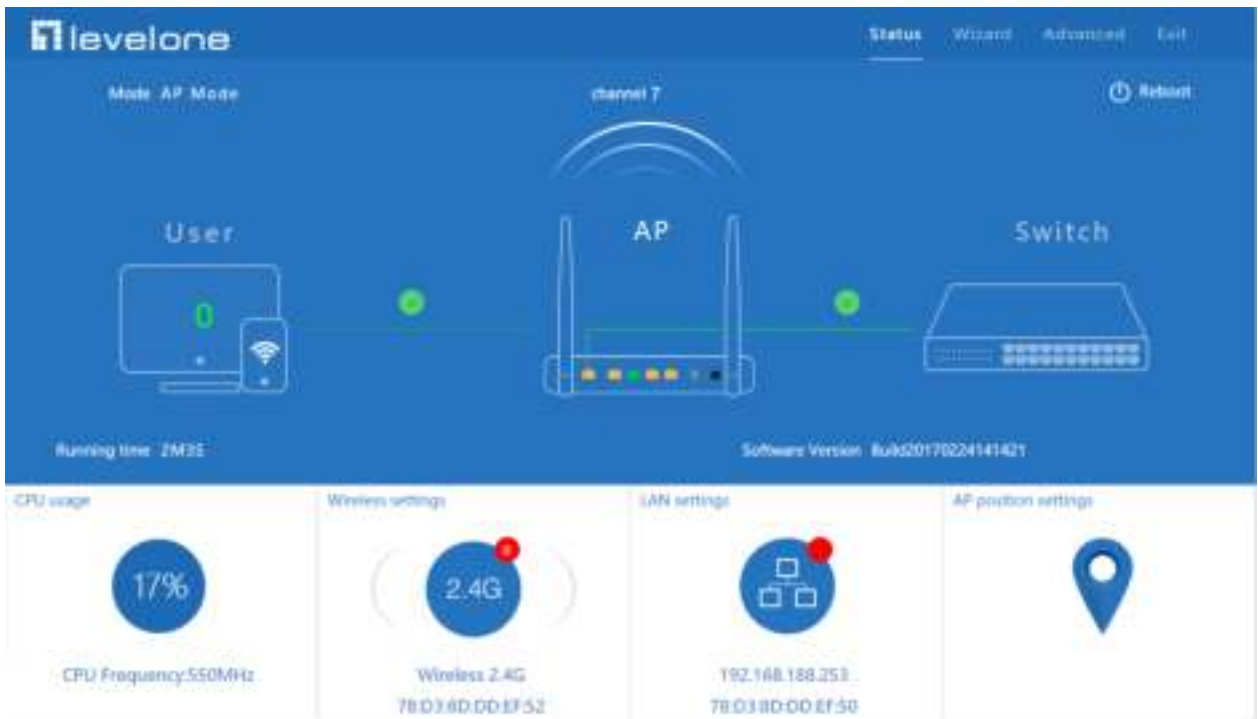 levelone
Status Wizard Advanced Exit
Mode AP Mode
channel 7
Reboot
User
AP
Switch
0
Running time 2M3S
Software Version Build20170224141421
CPU usage
Wireless settings
LAN settings
AP position settings
17%
2.4G
CPU Frequency:550MHz
Wireless 2.4G
192.168.188.253